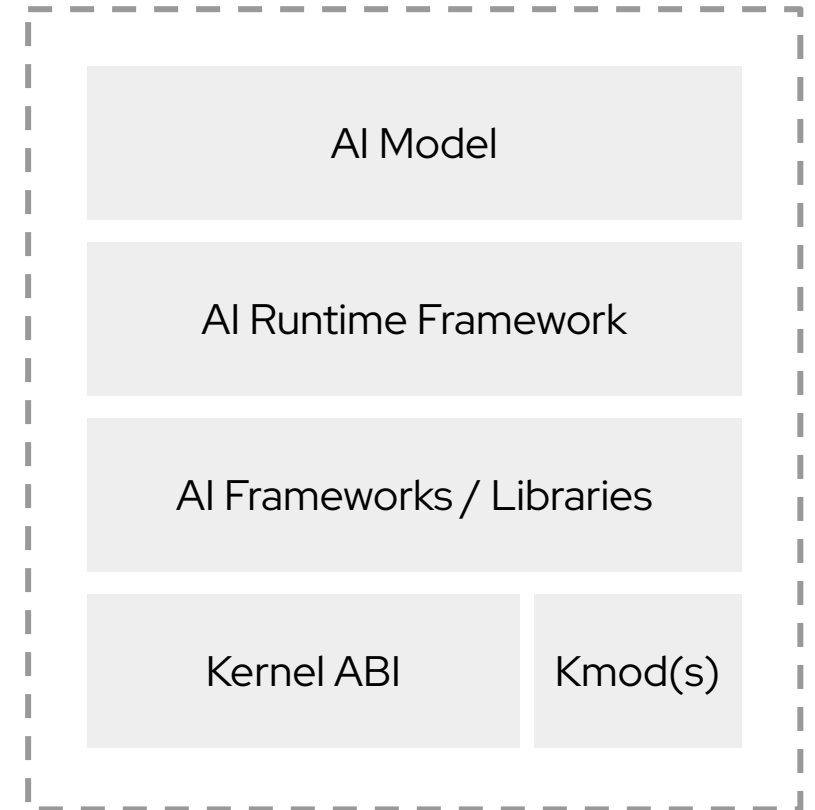 AI Model
AI Runtime Framework
AI Frameworks / Libraries
Kernel ABI
Kmod(s)